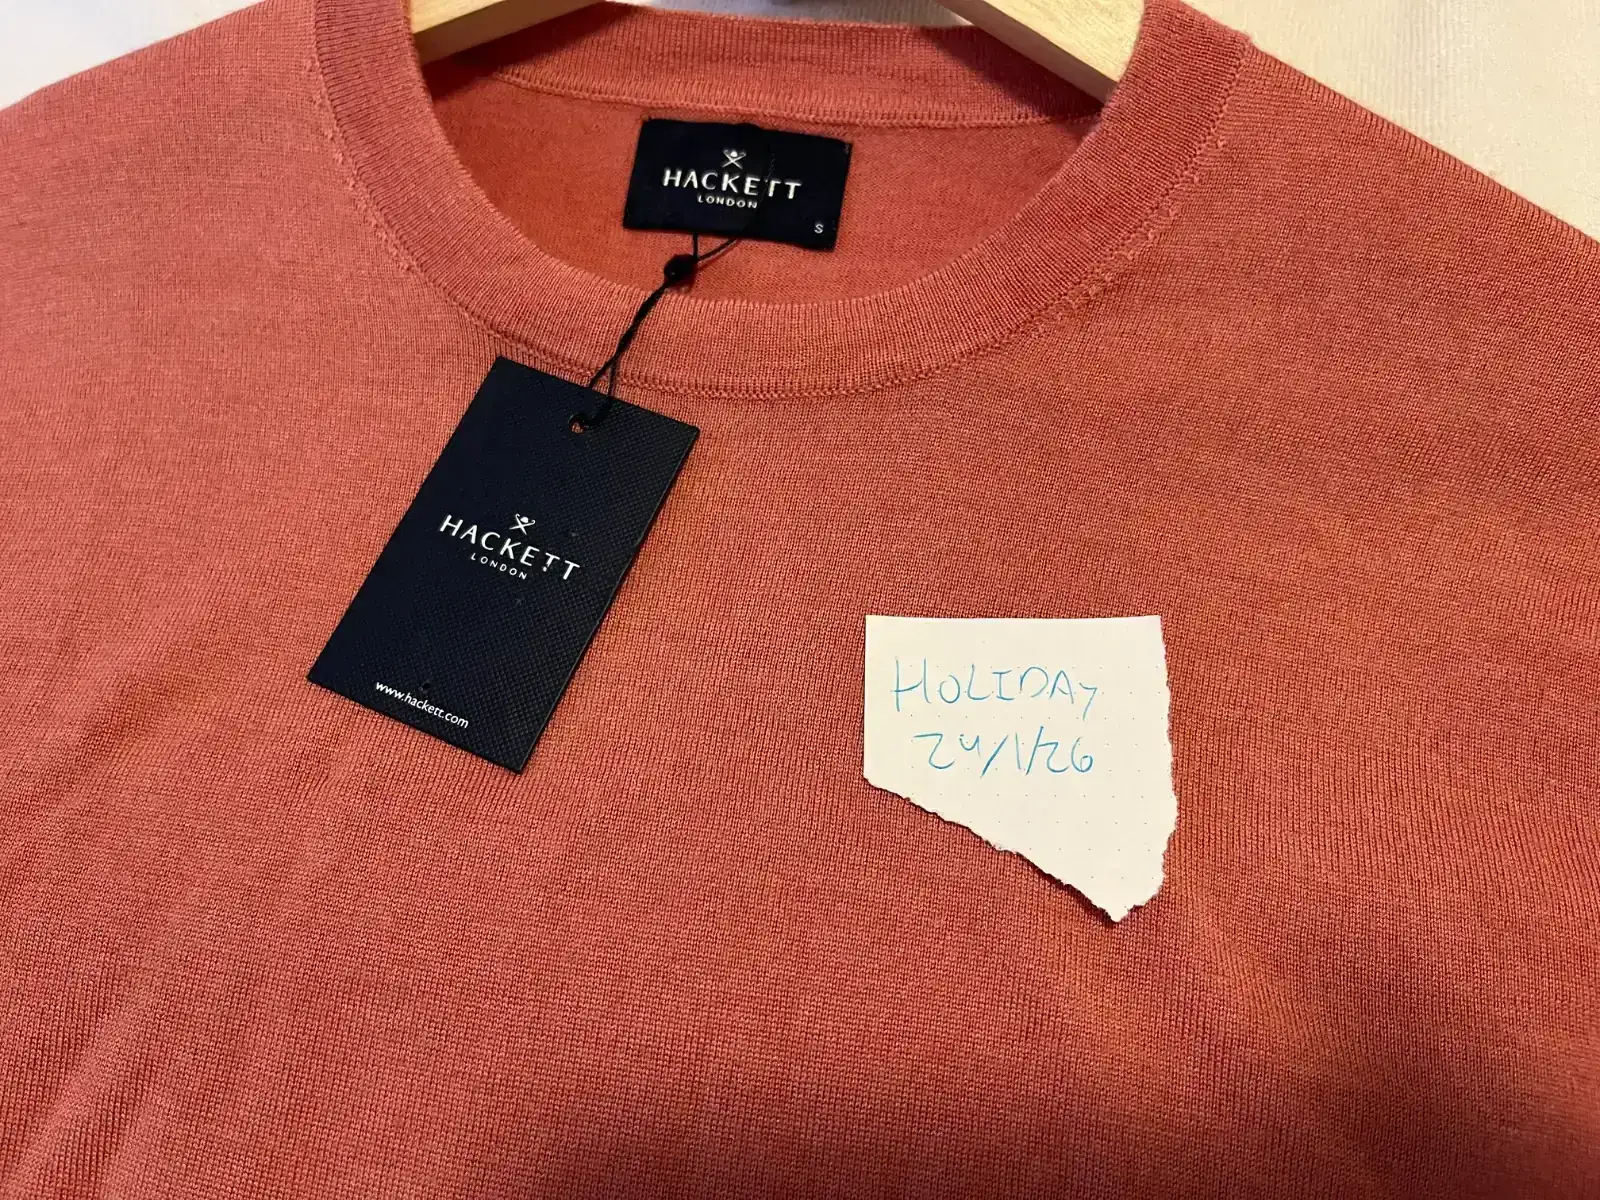 HACKETT
LONDON
S
HACKETT
LONDON
www.hackett.com
HOLIDAY
24/1/26